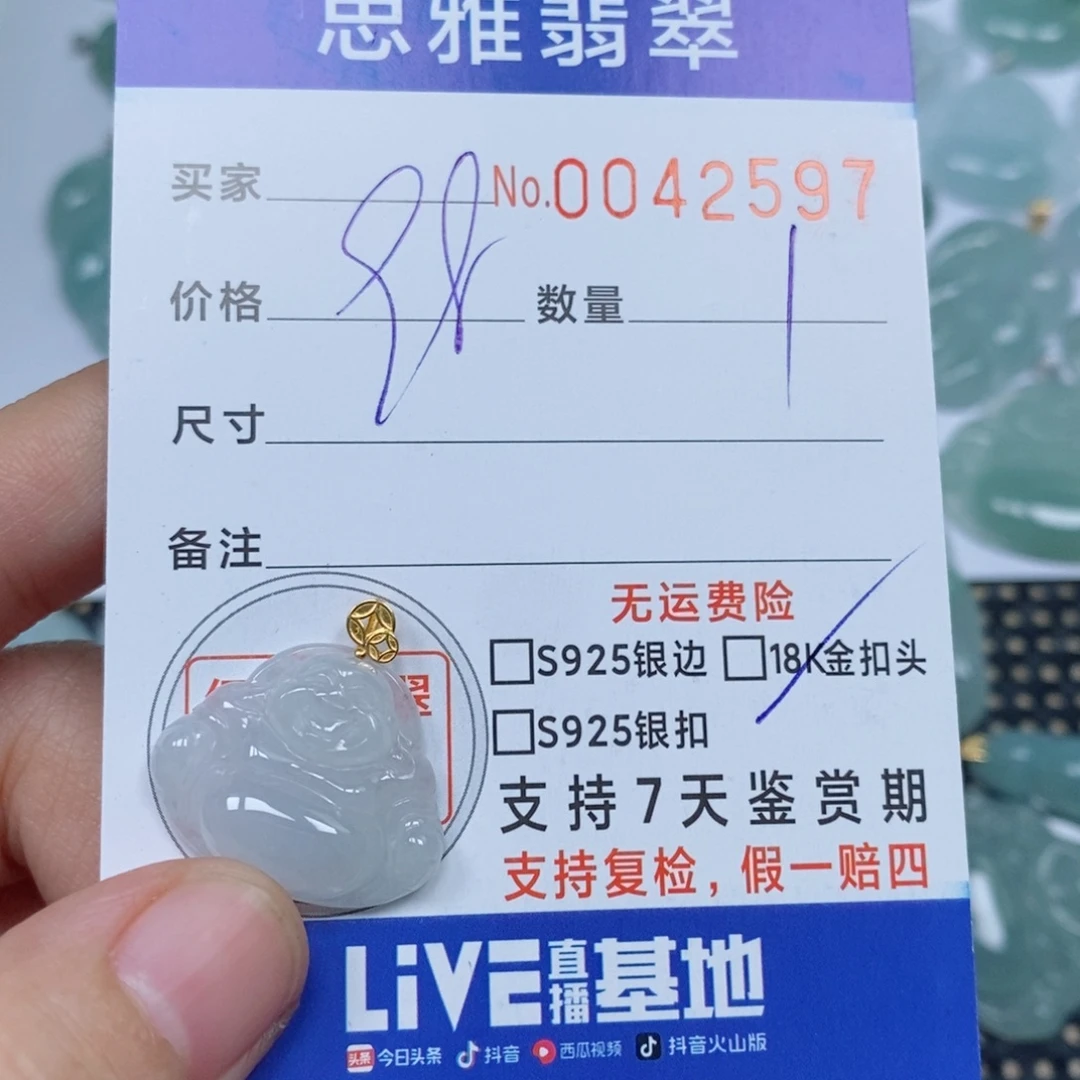 思雅翡翠
买家 No.0042597
价格 数量 1
尺寸
备注
无运费险
S925银边 18K金扣头
S925银扣
支持7天鉴赏期
支持复检，假一赔四
LiVE直播基地
头条 今日头条 抖音 西瓜视频 抖音火山版